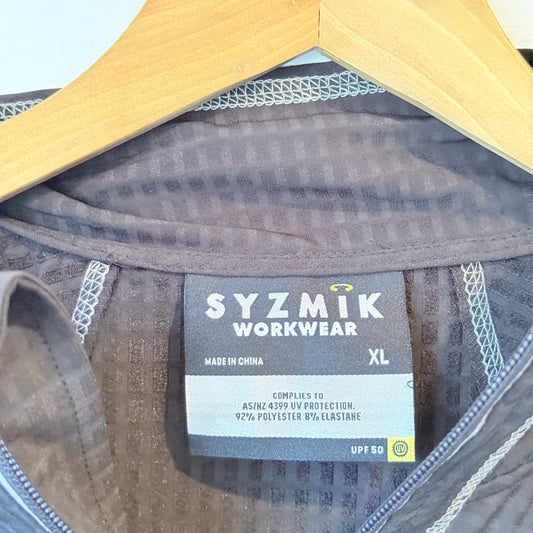 SYZMIK
WORKWEAR
MADE IN CHINA XL
COMPLIES TO
AS/NZ 4399 UV PROTECTION.
92% POLYESTER 8% ELASTANE
UPF 50